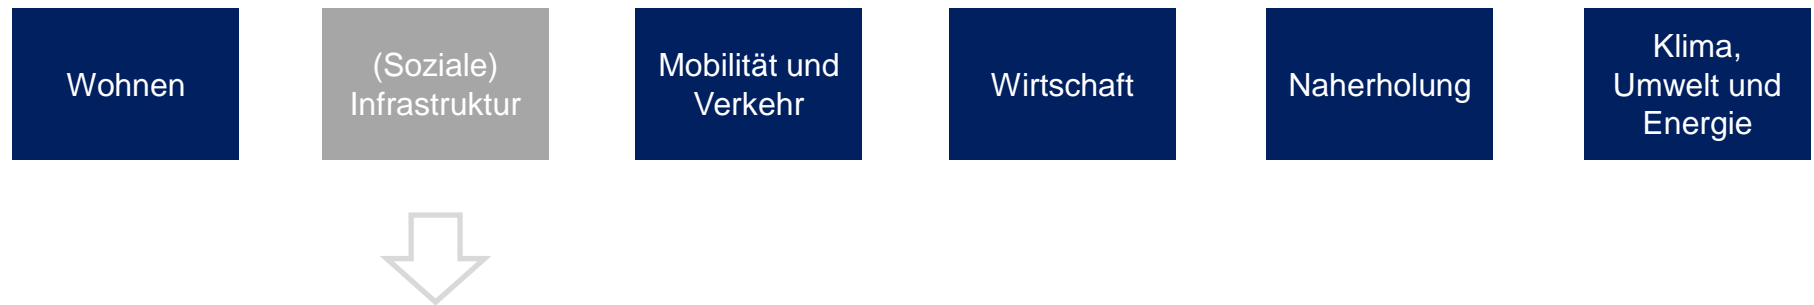 Wohnen
(Soziale)
Infrastruktur
Mobilität und
Verkehr
Wirtschaft
Naherholung
Klima,
Umwelt und
Energie